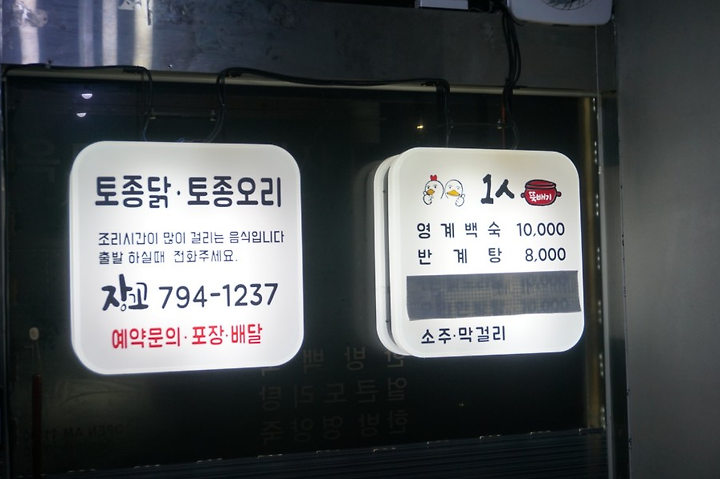 토종닭·토종오리
조리시간이 많이 걸리는 음식입니다
출발 하실때 전화주세요.
장고 794-1237
예약문의·포장·배달
1人 뚝배기
영계백숙 10,000
반계탕 8,000
소주·막걸리